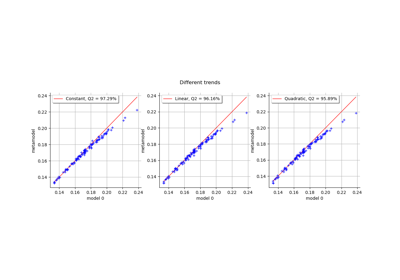 Different trends
Constant, Q2 = 97.29%
0.24
0.22
0.20
0.18
0.16
0.14
metamodel
0.14 0.16 0.18 0.20 0.22 0.24
model 0
Linear, Q2 = 96.16%
0.24
0.22
0.20
0.18
0.16
0.14
metamodel
0.14 0.16 0.18 0.20 0.22 0.24
model 0
Quadratic, Q2 = 95.89%
0.24
0.22
0.20
0.18
0.16
0.14
metamodel
0.14 0.16 0.18 0.20 0.22 0.24
model 0